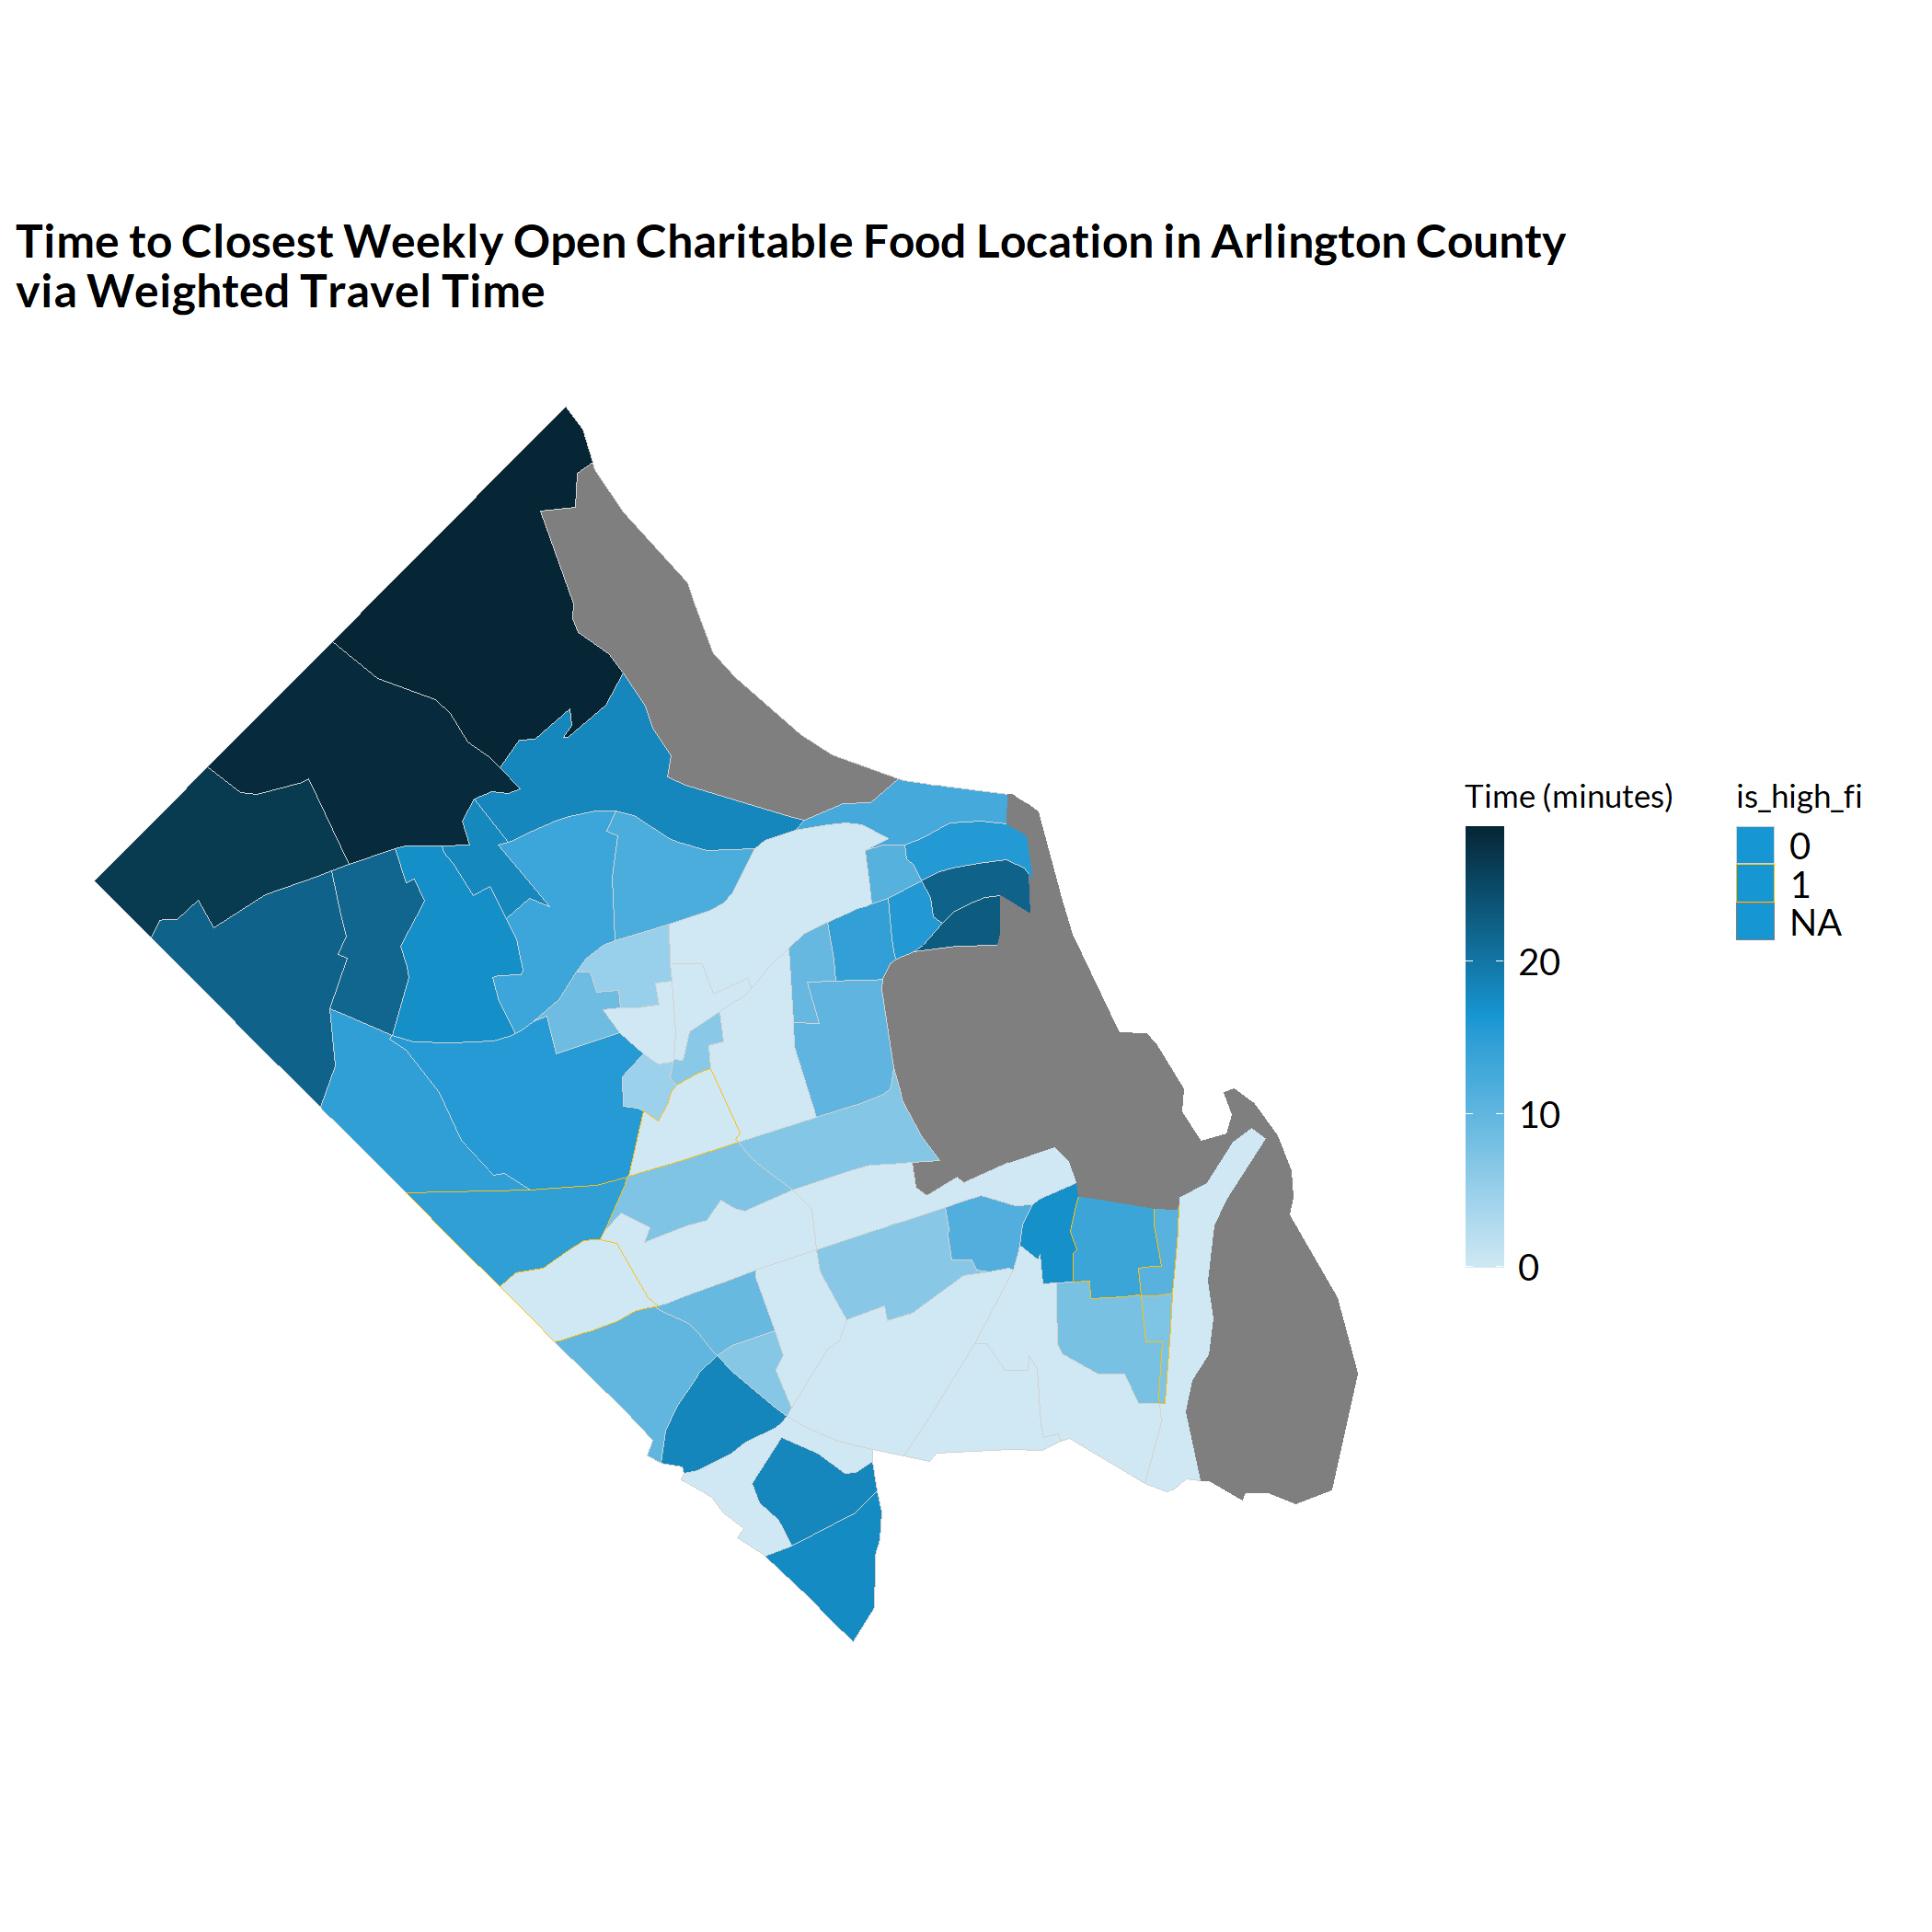 Time to Closest Weekly Open Charitable Food Location in Arlington County
via Weighted Travel Time
Time (minutes)
20
10
0
is_high_fi
0
1
NA